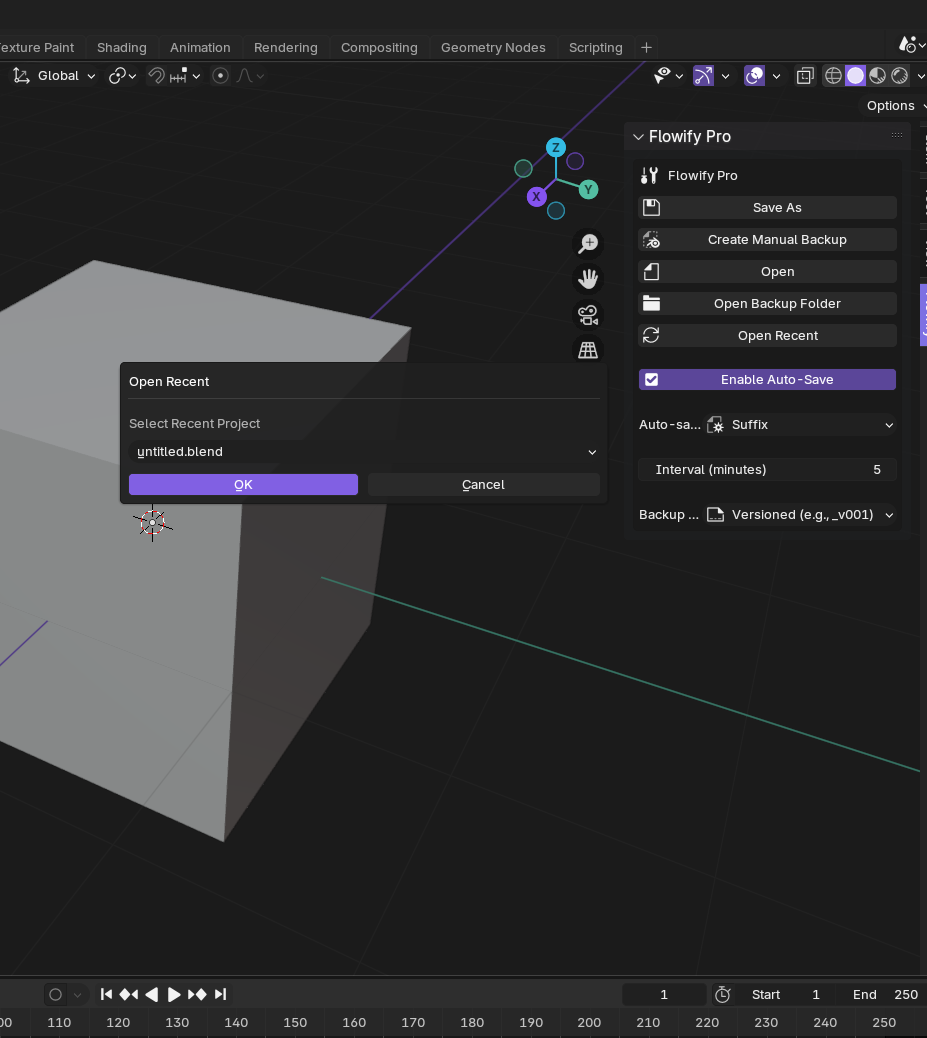 Texture Paint Shading Animation Rendering Compositing Geometry Nodes Scripting +
Global
Options
Flowify Pro
Z
Y
X
Flowify Pro
Save As
Create Manual Backup
Open
Open Backup Folder
Open Recent
Enable Auto-Save
Auto-sa... Suffix
Interval (minutes) 5
Backup ... Versioned (e.g., _v001)
Open Recent
Select Recent Project
untitled.blend
OK Cancel
1 Start 1 End 250
00 110 120 130 140 150 160 170 180 190 200 210 220 230 240 250